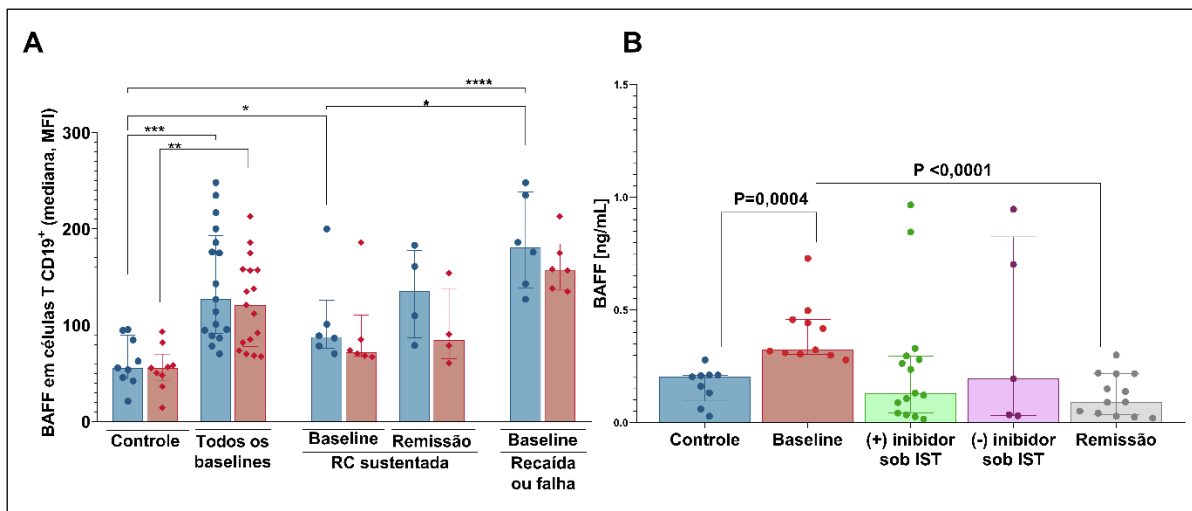 A
BAFF em células T CD19+ (mediana, MFI)
300
200
100
0
****
*
*
***
**
Controle
Todos os
baselines
Baseline
Remissão
RC sustentada
Baseline
Recaída
ou falha
B
BAFF [ng/mL]
1.5
1.0
0.5
0.0
P <0,0001
P=0,0004
Controle
Baseline
(+) inibidor
sob IST
(-) inibidor
sob IST
Remissão